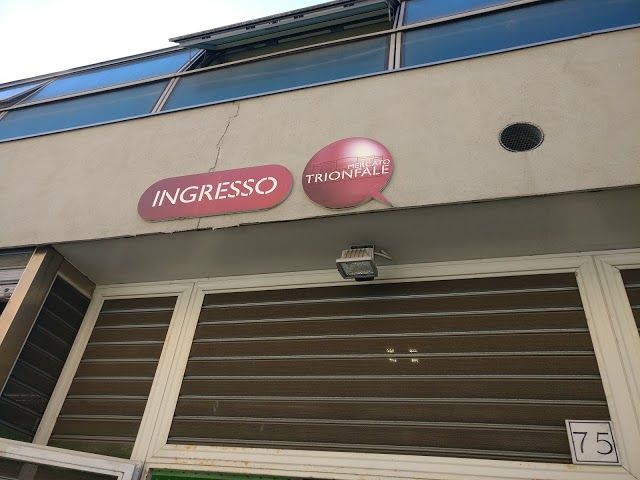 INGRESSO
MERCATO
TRIONFALE
75